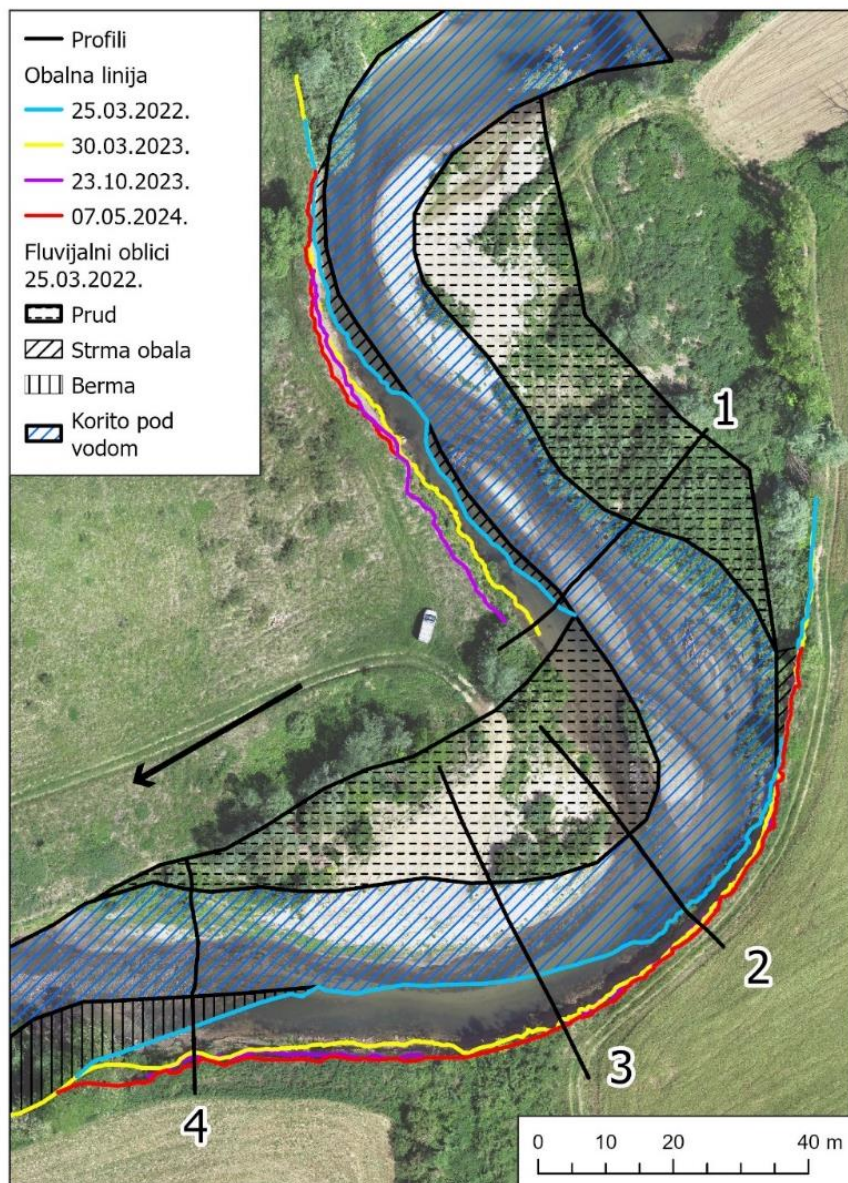 Profili
Obalna linija
25.03.2022.
30.03.2023.
23.10.2023.
07.05.2024.
Fluvijalni oblici
25.03.2022.
Prud
Strma obala
Berma
Korito pod
vodom
1
2
3
4
0 10 20 40 m